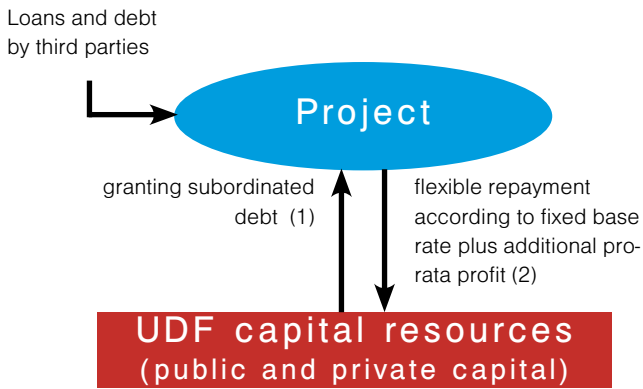 Loans and debt
by third parties
Project
granting subordinated
debt (1)
flexible repayment
according to fixed base
rate plus additional pro-
rata profit (2)
UDF capital resources
(public and private capital)